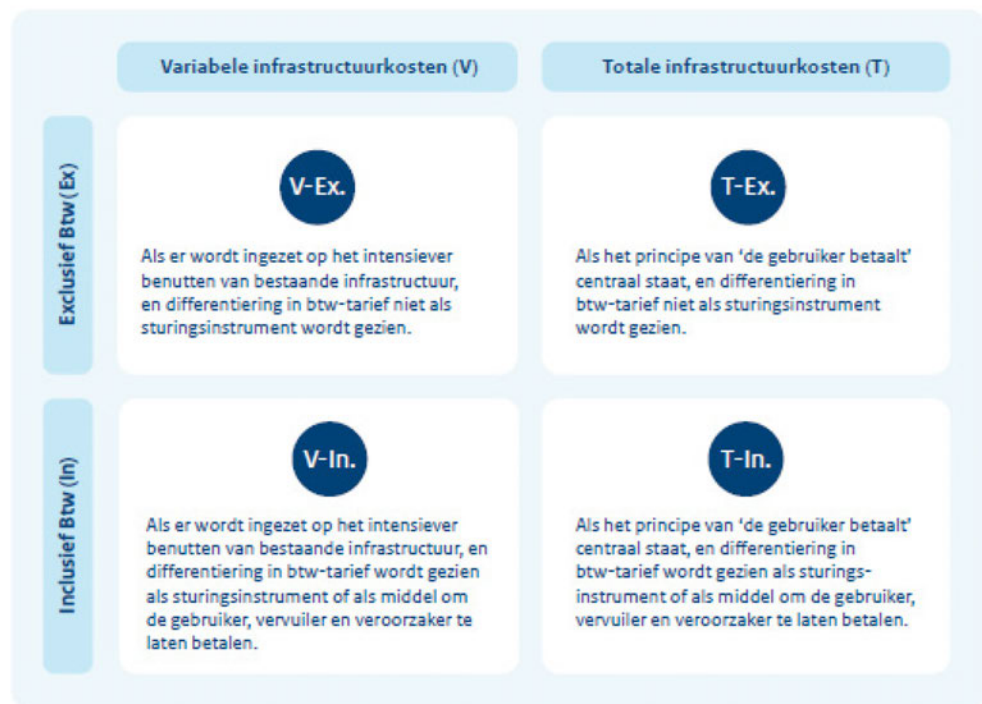 Variabele infrastructuurkosten (V)
Totale infrastructuurkosten (T)
Exclusief Btw (Ex)
V-Ex.
Als er wordt ingezet op het intensiever
benutten van bestaande infrastructuur,
en differentiering in btw-tarief niet als
sturingsinstrument wordt gezien.
T-Ex.
Als het principe van ‘de gebruiker betaalt’
centraal staat, en differentiering in
btw-tarief niet als sturingsinstrument
wordt gezien.
Inclusief Btw (In)
V-In.
Als er wordt ingezet op het intensiever
benutten van bestaande infrastructuur, en
differentiering in btw-tarief wordt gezien
als sturingsinstrument of als middel om
de gebruiker, vervuiler en veroorzaker te
laten betalen.
T-In.
Als het principe van ‘de gebruiker betaalt’
centraal staat, en differentiering in
btw-tarief wordt gezien als sturings-
instrument of als middel om de gebruiker,
vervuiler en veroorzaker te laten betalen.